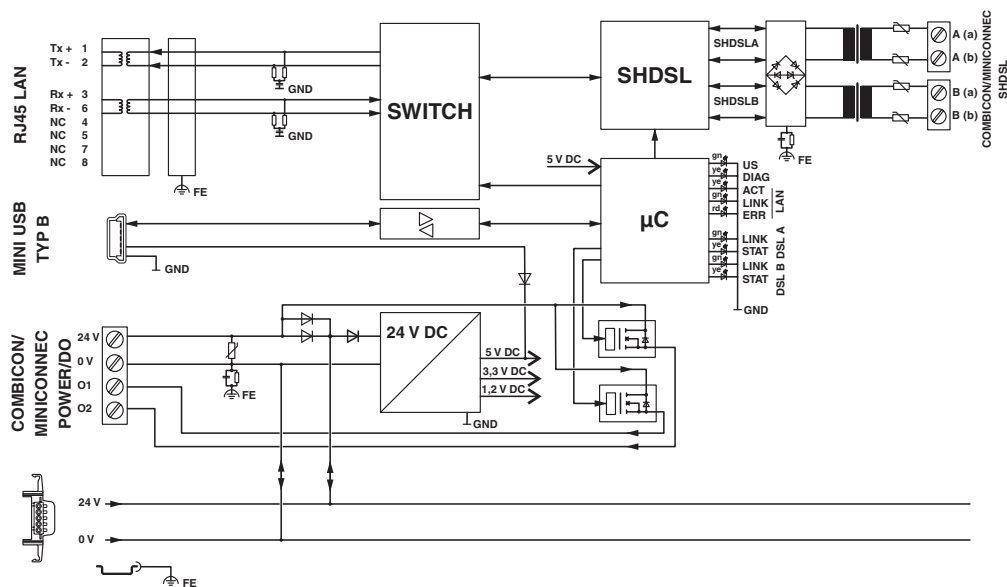 RJ45 LAN
Tx + 1
Tx - 2
Rx + 3
Rx - 6
NC 4
NC 5
NC 7
NC 8
GND
GND
FE
SWITCH
SHDSL
SHDSLA
SHDSLB
FE
A (a)
A (b)
B (a)
B (b)
COMBICON/MINICONNEC
SHDSL
MINI USB
TYP B
GND
5 V DC
µC
gn US
ye DIAG
ye ACT
gn LINK
rd ERR
LAN
gn LINK
ye STAT
DSL A
gn LINK
ye STAT
DSL B
GND
COMBICON/
MINICONNEC
POWER/DO
24 V
0 V
O1
O2
FE
24 V DC
5 V DC
3,3 V DC
1,2 V DC
GND
24 V
0 V
FE